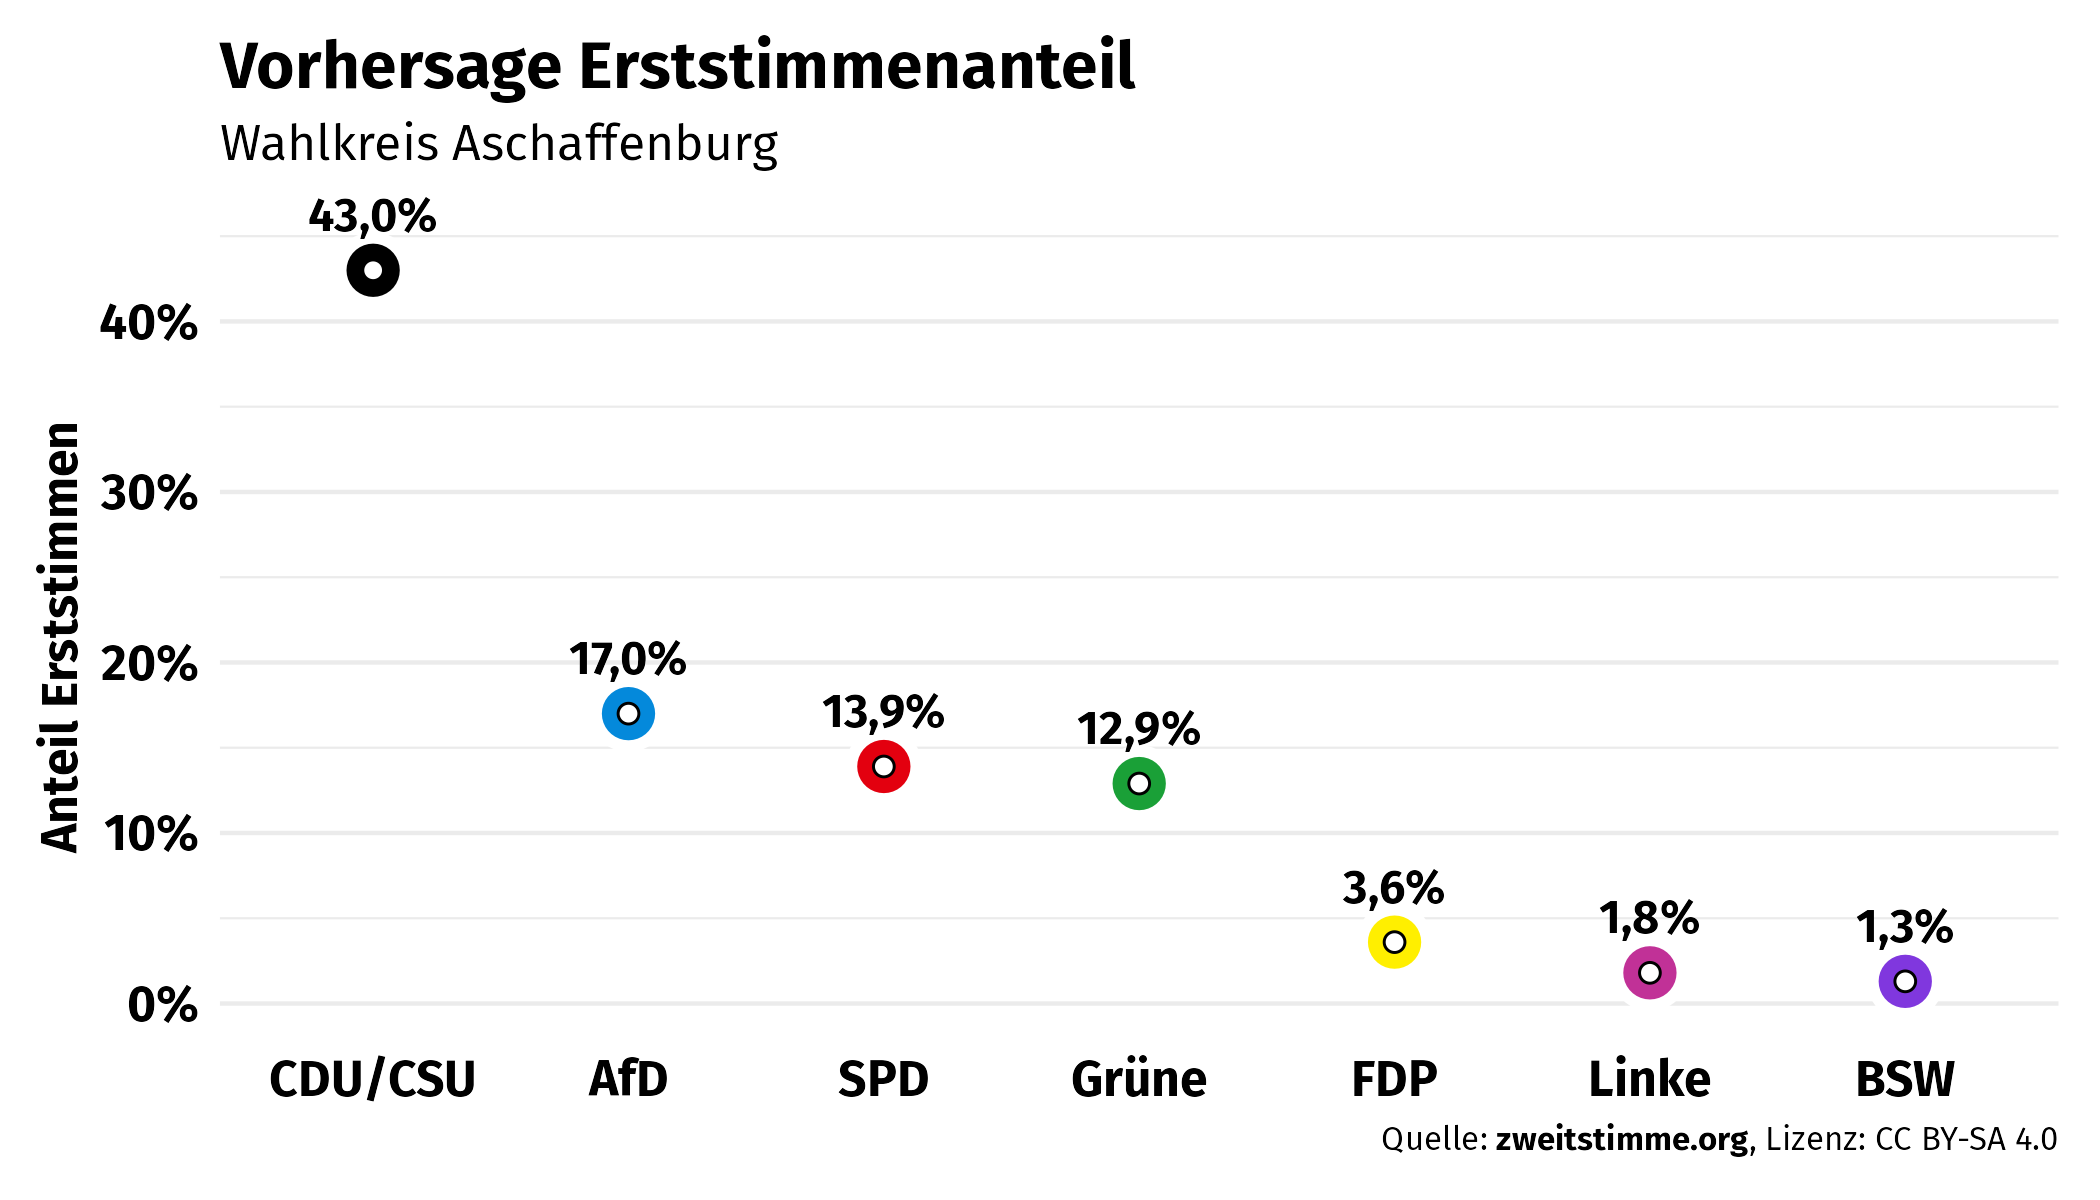 Vorhersage Erststimmenanteil
Wahlkreis Aschaffenburg
43,0%
40%
30%
20%
10%
0%
Anteil Erststimmen
17,0%
13,9%
12,9%
3,6%
1,8%
1,3%
CDU/CSU AfD SPD Grüne FDP Linke BSW
Quelle: zweitstimme.org, Lizenz: CC BY-SA 4.0